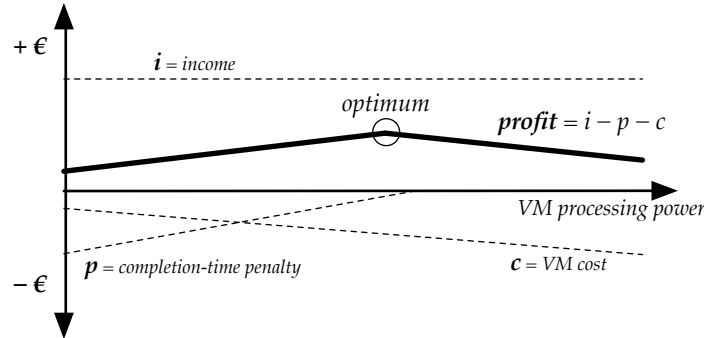 + €
i = income
optimum
profit = i – p – c
VM processing power
p = completion-time penalty
c = VM cost
– €